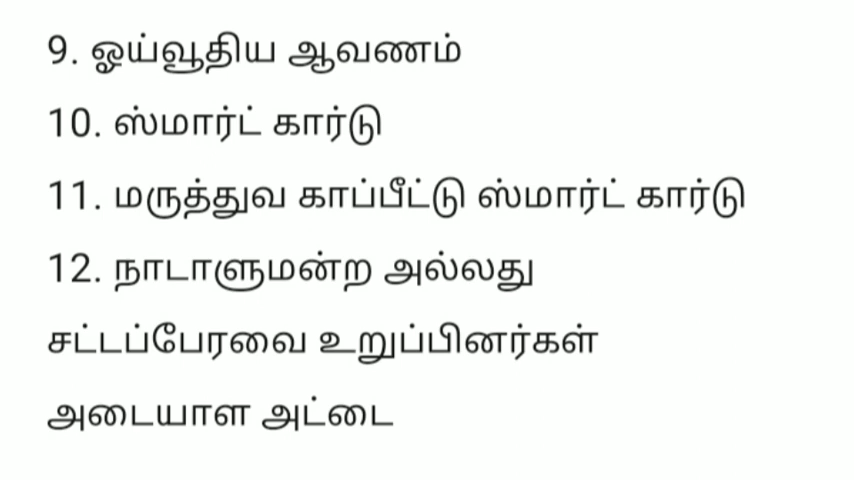 9. ஓய்வூதிய ஆவணம்
10. ஸ்மார்ட் கார்டு
11. மருத்துவ காப்பீட்டு ஸ்மார்ட் கார்டு
12. நாடாளுமன்ற அல்லது
சட்டப்பேரவை உறுப்பினர்கள்
அடையாள அட்டை